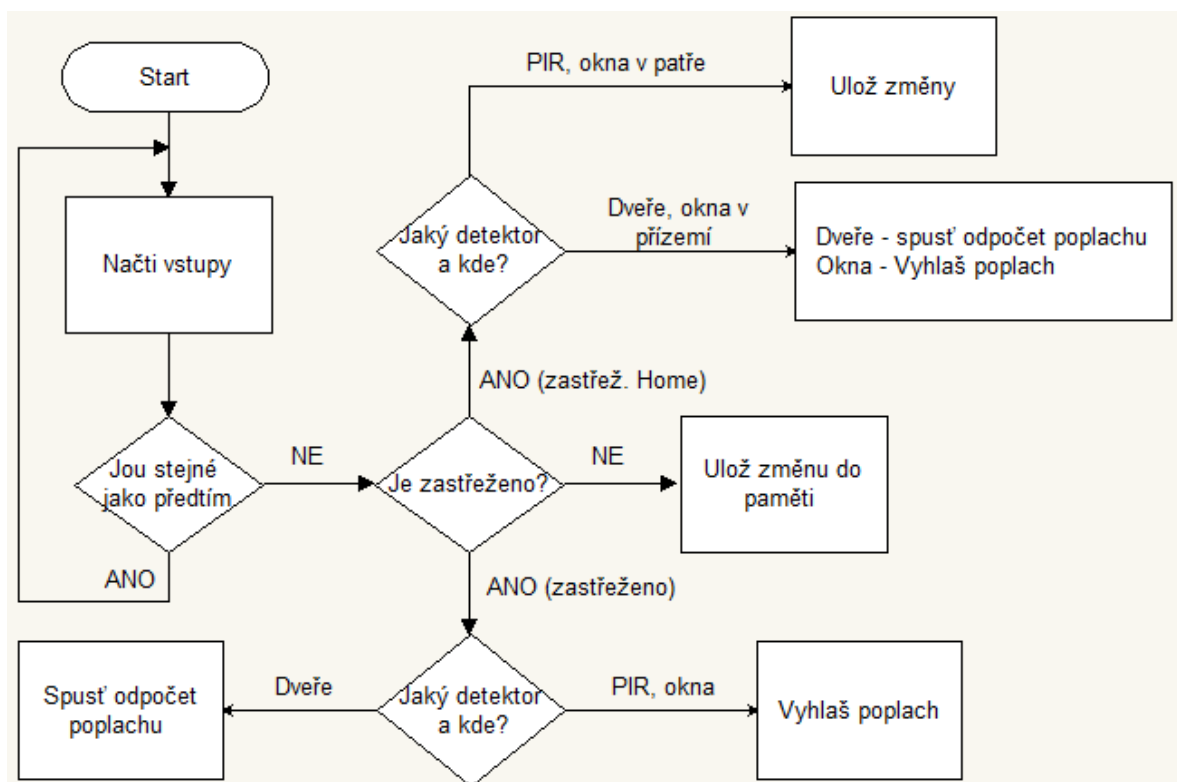 Start
PIR, okna v patře
Ulož změny
Načti vstupy
Jaký detektor
a kde?
Dveře, okna v
přízemí
Dveře - spusť odpočet poplachu
Okna - Vyhlaš poplach
ANO (zastřež. Home)
Jou stejné
jako předtím
NE
Je zastřeženo?
NE
Ulož změnu do
paměti
ANO
ANO (zastřeženo)
Spusť odpočet
poplachu
Dveře
Jaký detektor
a kde?
PIR, okna
Vyhlaš poplach